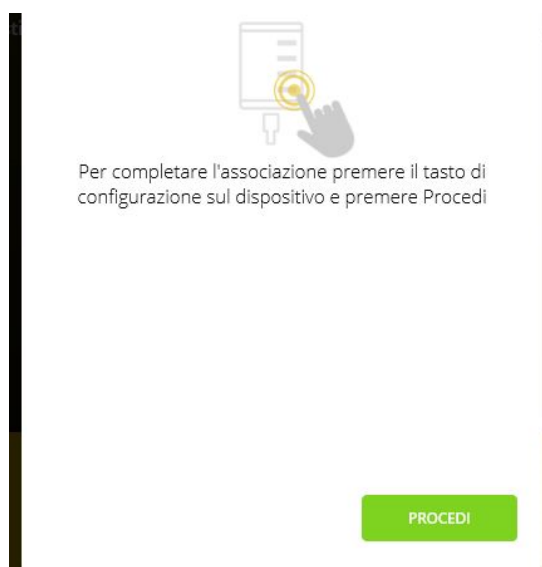 Per completare l'associazione premere il tasto di
configurazione sul dispositivo e premere Procedi
PROCEDI